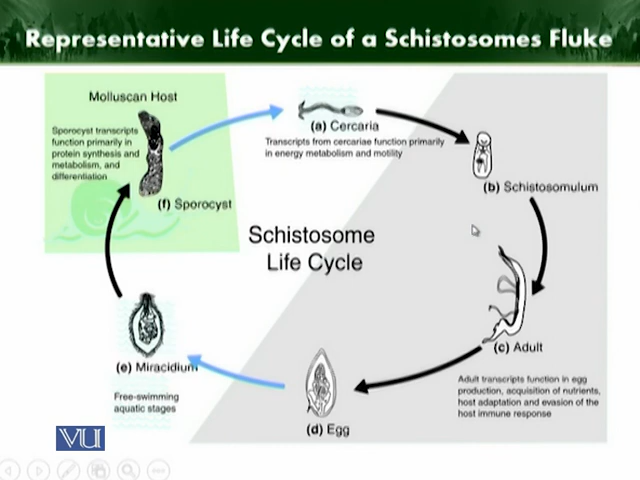 Representative Life Cycle of a Schistosomes Fluke
Molluscan Host
Sporocyst transcripts
function primarily in
protein synthesis and
metabolism, and
differentiation
(f) Sporocyst
(a) Cercaria
Transcripts from cercariae function primarily
in energy metabolism and motility
(b) Schistosomulum
Schistosome
Life Cycle
(c) Adult
Adult transcripts function in egg
production, acquisition of nutrients,
host adaptation and evasion of the
host immune response
(d) Egg
(e) Miracidium
Free-swimming
aquatic stages
VU